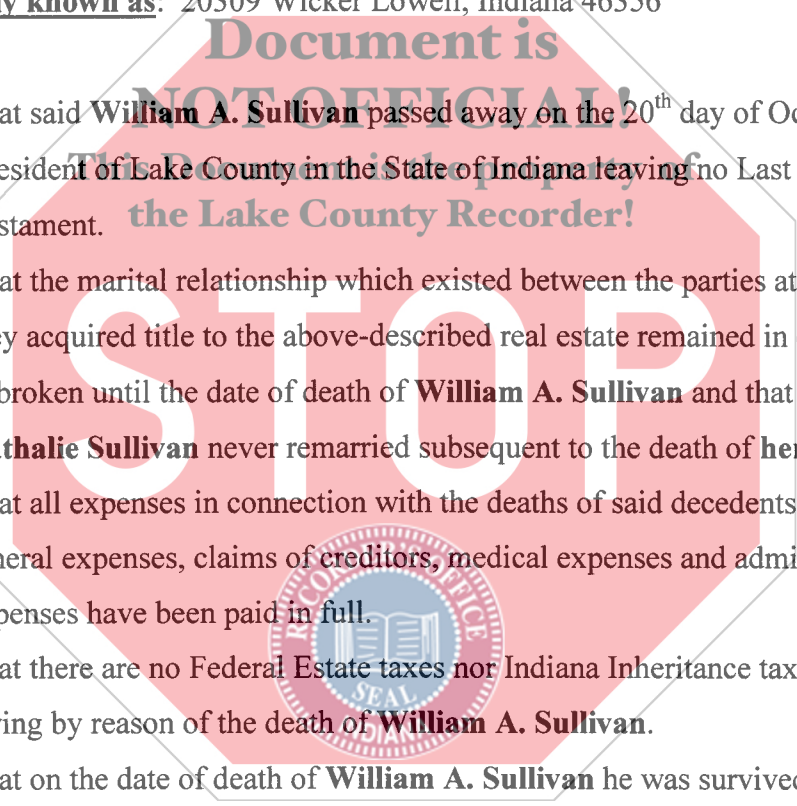 ly known as: 20309 Wicker Lowell, Indiana 46356
Document is
NOT OFFICIAL!
at said William A. Sullivan passed away on the 20th day of Oc
This Document is the property of
esident of Lake County in the State of Indiana leaving no Last
the Lake County Recorder!
stament.
at the marital relationship which existed between the parties at
y acquired title to the above-described real estate remained in
broken until the date of death of William A. Sullivan and that
thalie Sullivan never remarried subsequent to the death of her
STOP
at all expenses in connection with the deaths of said decedents
neral expenses, claims of creditors, medical expenses and admi
penses have been paid in full.
at there are no Federal Estate taxes nor Indiana Inheritance tax
ing by reason of the death of William A. Sullivan.
at on the date of death of William A. Sullivan he was survived
RECORDER'S OFFICE
SEAL
INDIANA